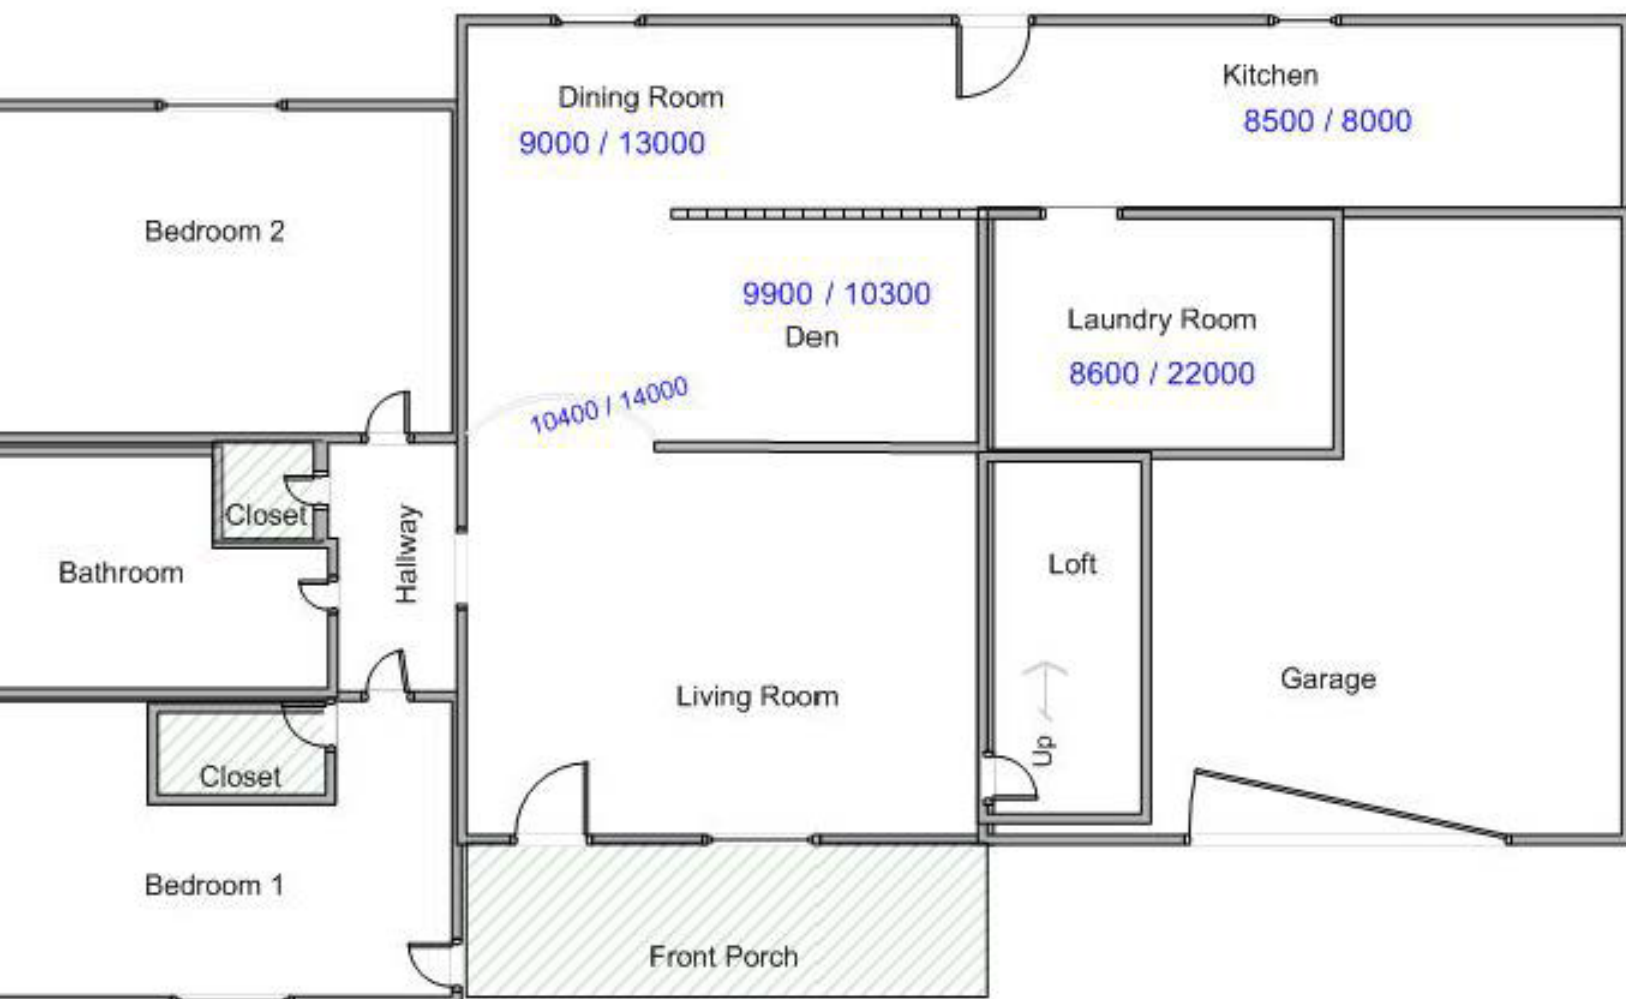 Dining Room
9000 / 13000
Kitchen
8500 / 8000
Bedroom 2
9900 / 10300
Den
Laundry Room
8600 / 22000
10400 / 14000
Closet
Hallway
Bathroom
Loft
Living Room
Up
Garage
Closet
Bedroom 1
Front Porch